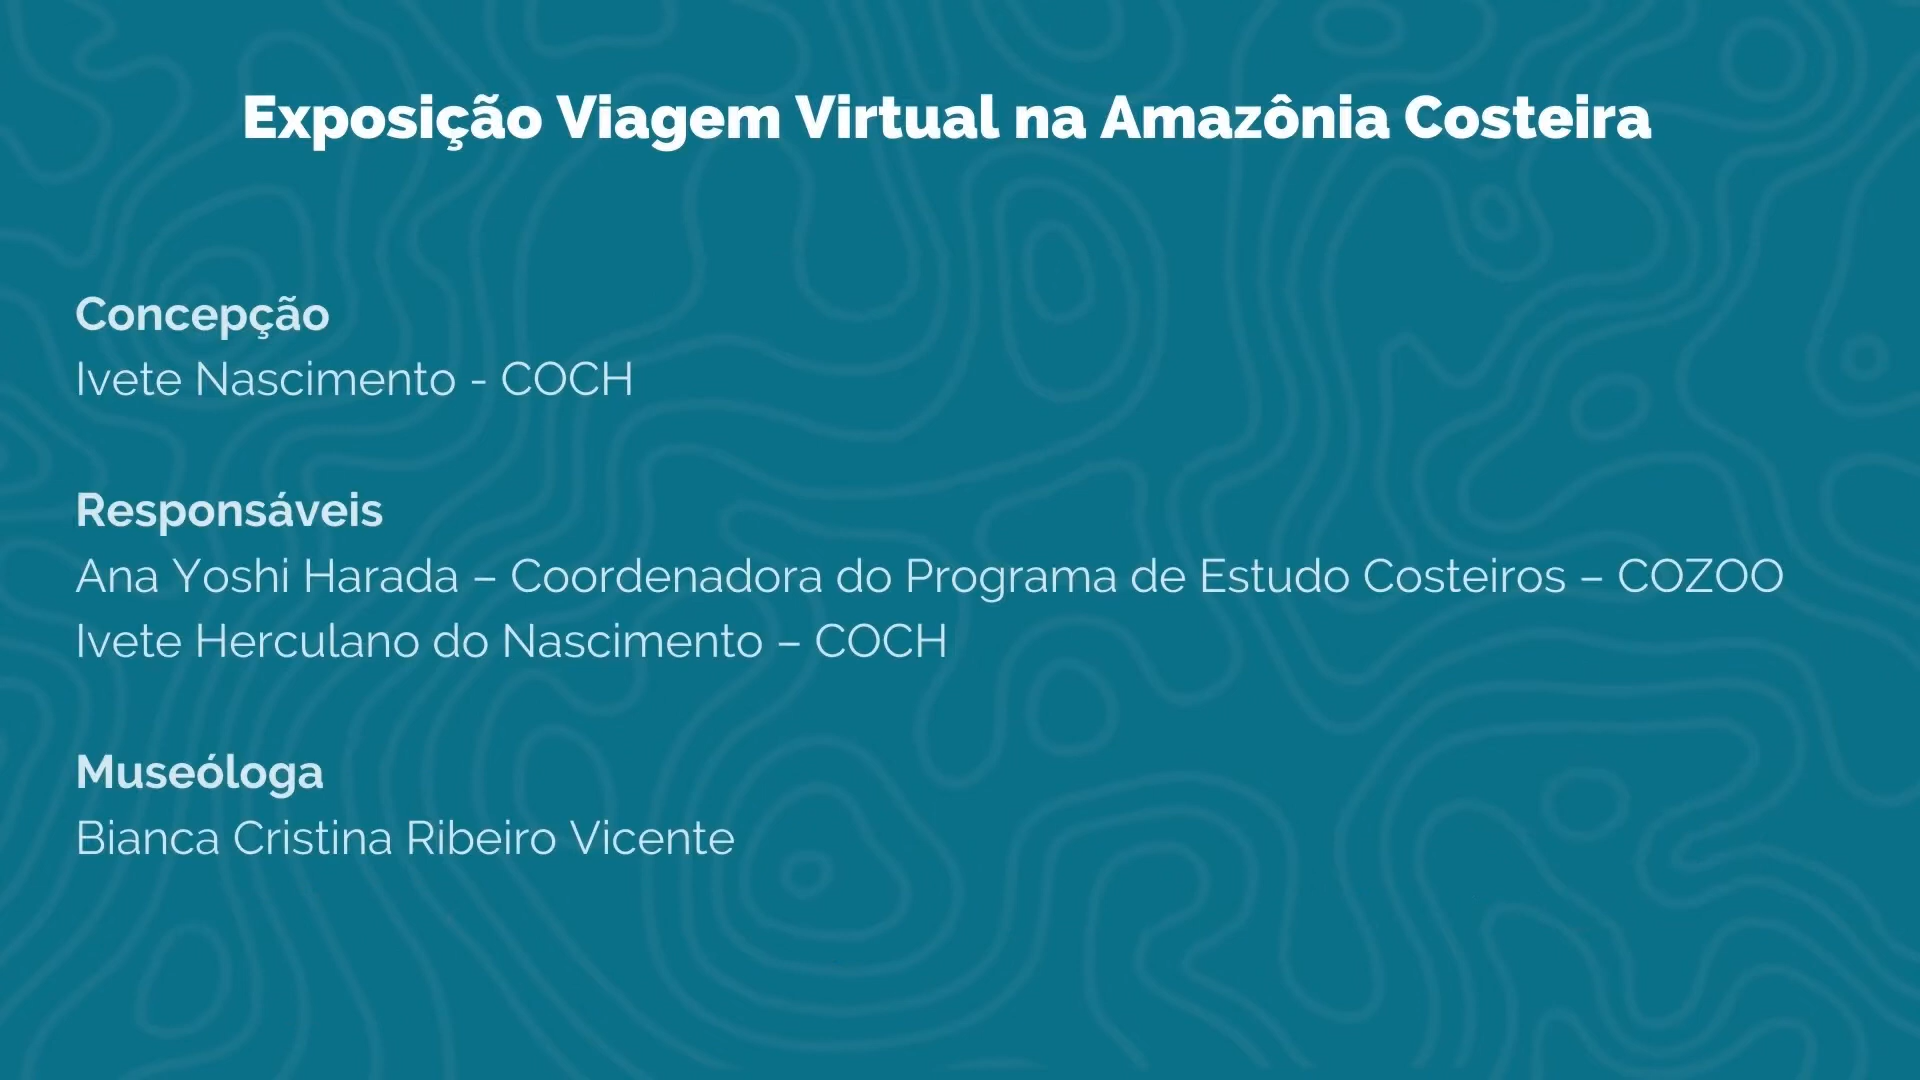 Exposição Viagem Virtual na Amazônia Costeira
Concepção
Ivete Nascimento - COCH
Responsáveis
Ana Yoshi Harada – Coordenadora do Programa de Estudo Costeiros – COZOO
Ivete Herculano do Nascimento – COCH
Museóloga
Bianca Cristina Ribeiro Vicente